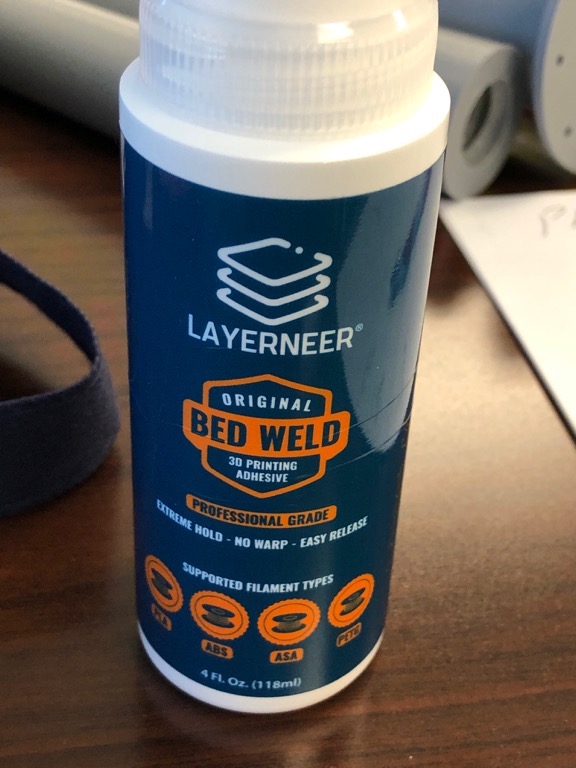 LAYERNEER®
ORIGINAL
BED WELD
3D PRINTING
ADHESIVE
PROFESSIONAL GRADE
EXTREME HOLD - NO WARP - EASY RELEASE
SUPPORTED FILAMENT TYPES
PLA ABS ASA PETG
4 Fl. Oz. (118ml)